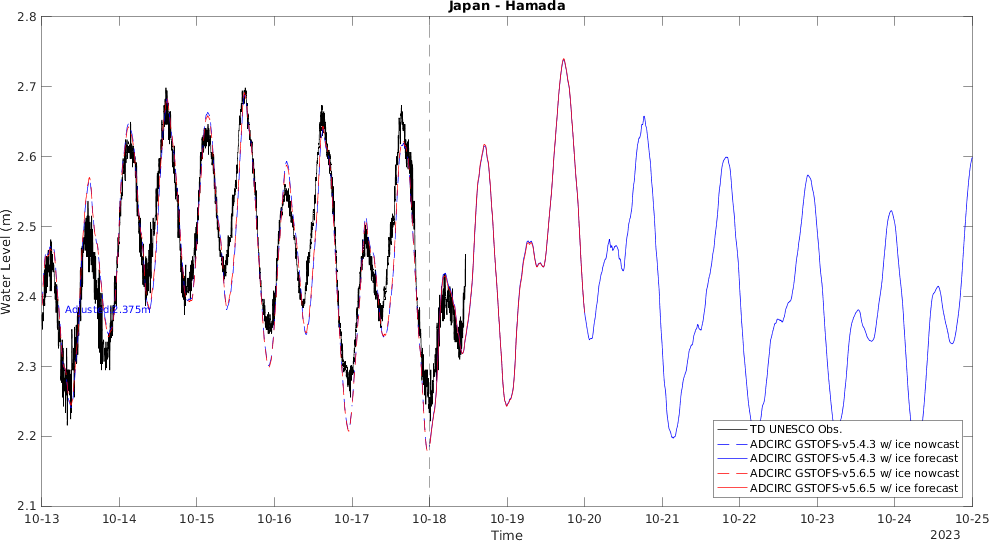 Japan - Hamada
Water Level (m)
2.8
2.7
2.6
2.5
2.4
2.3
2.2
2.1
Adjusted 2.375m
TD UNESCO Obs.
ADCIRC GSTOFS-v5.4.3 w/ ice nowcast
ADCIRC GSTOFS-v5.4.3 w/ ice forecast
ADCIRC GSTOFS-v5.6.5 w/ ice nowcast
ADCIRC GSTOFS-v5.6.5 w/ ice forecast
10-13 10-14 10-15 10-16 10-17 10-18 10-19 10-20 10-21 10-22 10-23 10-24 10-25
Time
2023